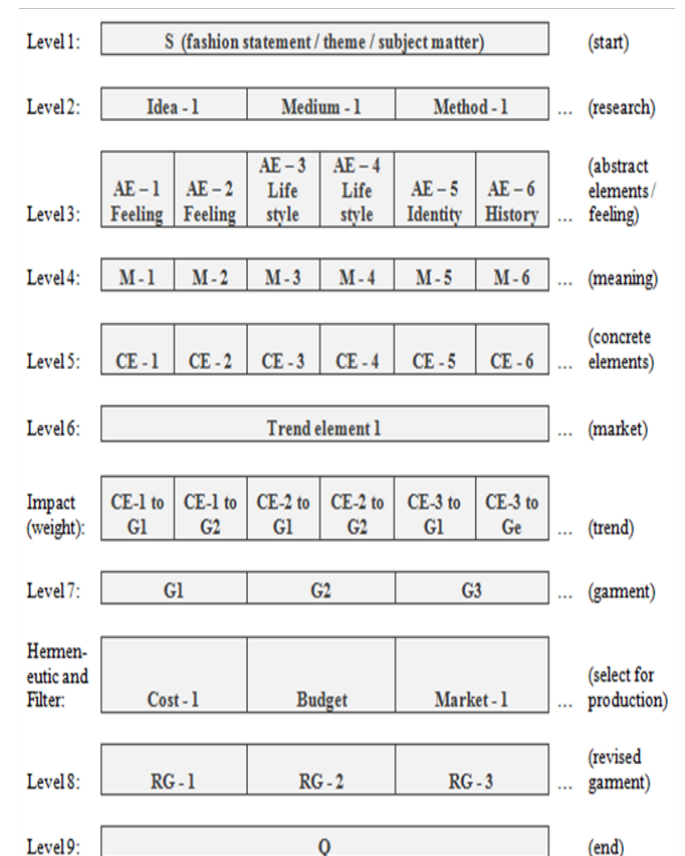 Level 1: S (fashion statement / theme / subject matter) (start)
Level 2: Idea - 1 Medium - 1 Method - 1 ... (research)
AE – 3 AE – 4 (abstract
AE – 1 AE – 2 Life Life AE – 5 AE – 6 elements /
Level 3: Feeling Feeling style style Identity History ... feeling)
Level 4: M - 1 M - 2 M - 3 M - 4 M - 5 M - 6 ... (meaning)
(concrete
Level 5: CE - 1 CE - 2 CE - 3 CE - 4 CE - 5 CE - 6 ... elements)
Level 6: Trend element 1 ... (market)
Impact CE-1 to CE-1 to CE-2 to CE-2 to CE-3 to CE-3 to
(weight): G1 G2 G1 G2 G1 Ge ... (trend)
Level 7: G1 G2 G3 ... (garment)
Hermen-
eutic and (select for
Filter: Cost - 1 Budget Market - 1 ... production)
(revised
Level 8: RG - 1 RG - 2 RG - 3 ... garment)
Level 9: Q (end)